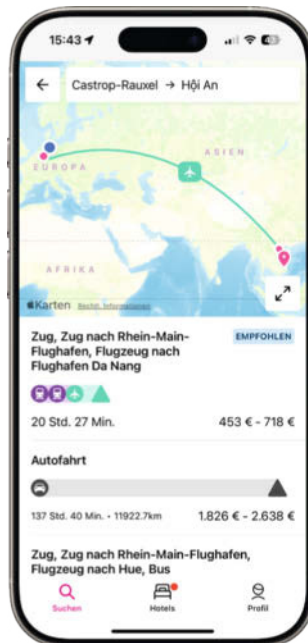 15:43
Castrop-Rauxel → Hội An
EUROPA
ASIEN
AFRIKA
Karten Rechtl. Informationen
Zug, Zug nach Rhein-Main-
Flughafen, Flugzeug nach
Flughafen Da Nang
EMPFOHLEN
20 Std. 27 Min.
453 € - 718 €
Autofahrt
137 Std. 40 Min. • 11922.7km
1.826 € - 2.638 €
Zug, Zug nach Rhein-Main-Flughafen,
Flugzeug nach Hue, Bus
Suchen
Hotels
Profil